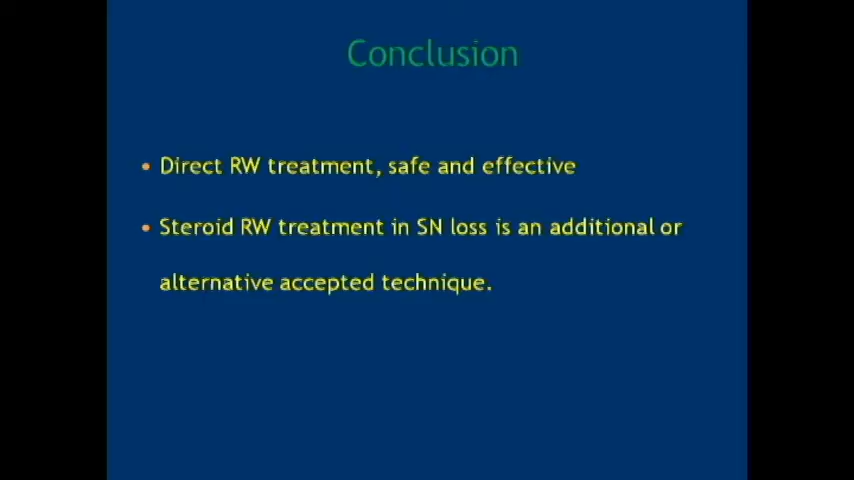 Conclusion
• Direct RW treatment, safe and effective
• Steroid RW treatment in SN loss is an additional or
alternative accepted technique.